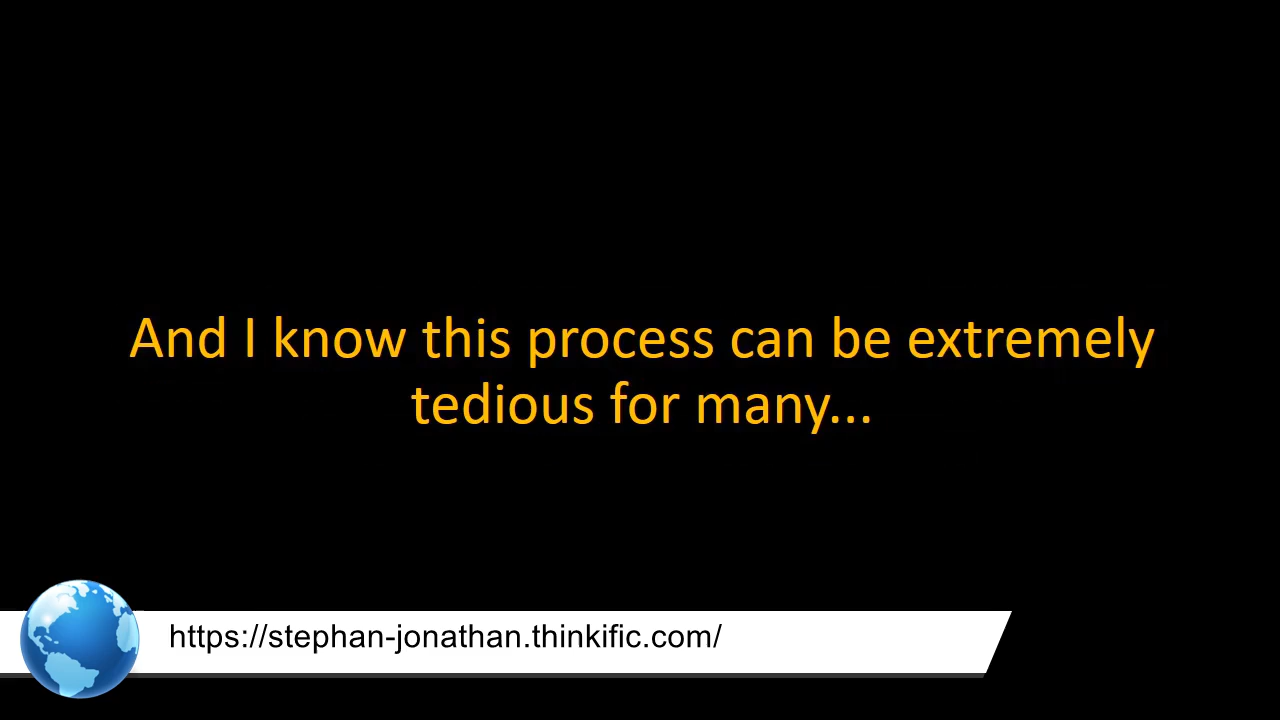 And I know this process can be extremely
tedious for many...
https://stephan-jonathan.thinkific.com/